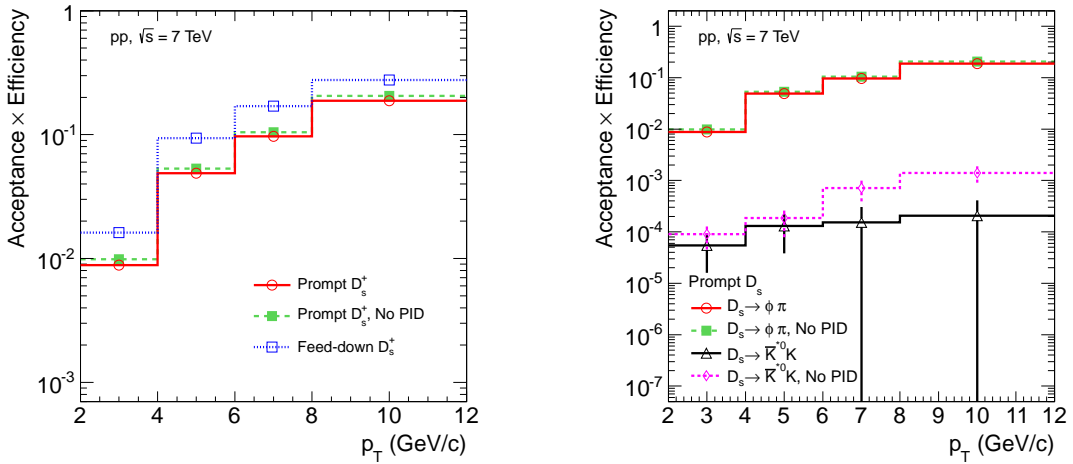 pp, √s = 7 TeV
Acceptance × Efficiency
1
10⁻¹
10⁻²
10⁻³
Prompt D_s⁺
Prompt D_s⁺, No PID
Feed-down D_s⁺
2 4 6 8 10 12
p_T (GeV/c)
pp, √s = 7 TeV
Acceptance × Efficiency
1
10⁻¹
10⁻²
10⁻³
10⁻⁴
10⁻⁵
10⁻⁶
10⁻⁷
Prompt D_s
D_s→ φ π
D_s→ φ π, No PID
D_s→ K̅*⁰K
D_s→ K̅*⁰K, No PID
2 3 4 5 6 7 8 9 10 11 12
p_T (GeV/c)